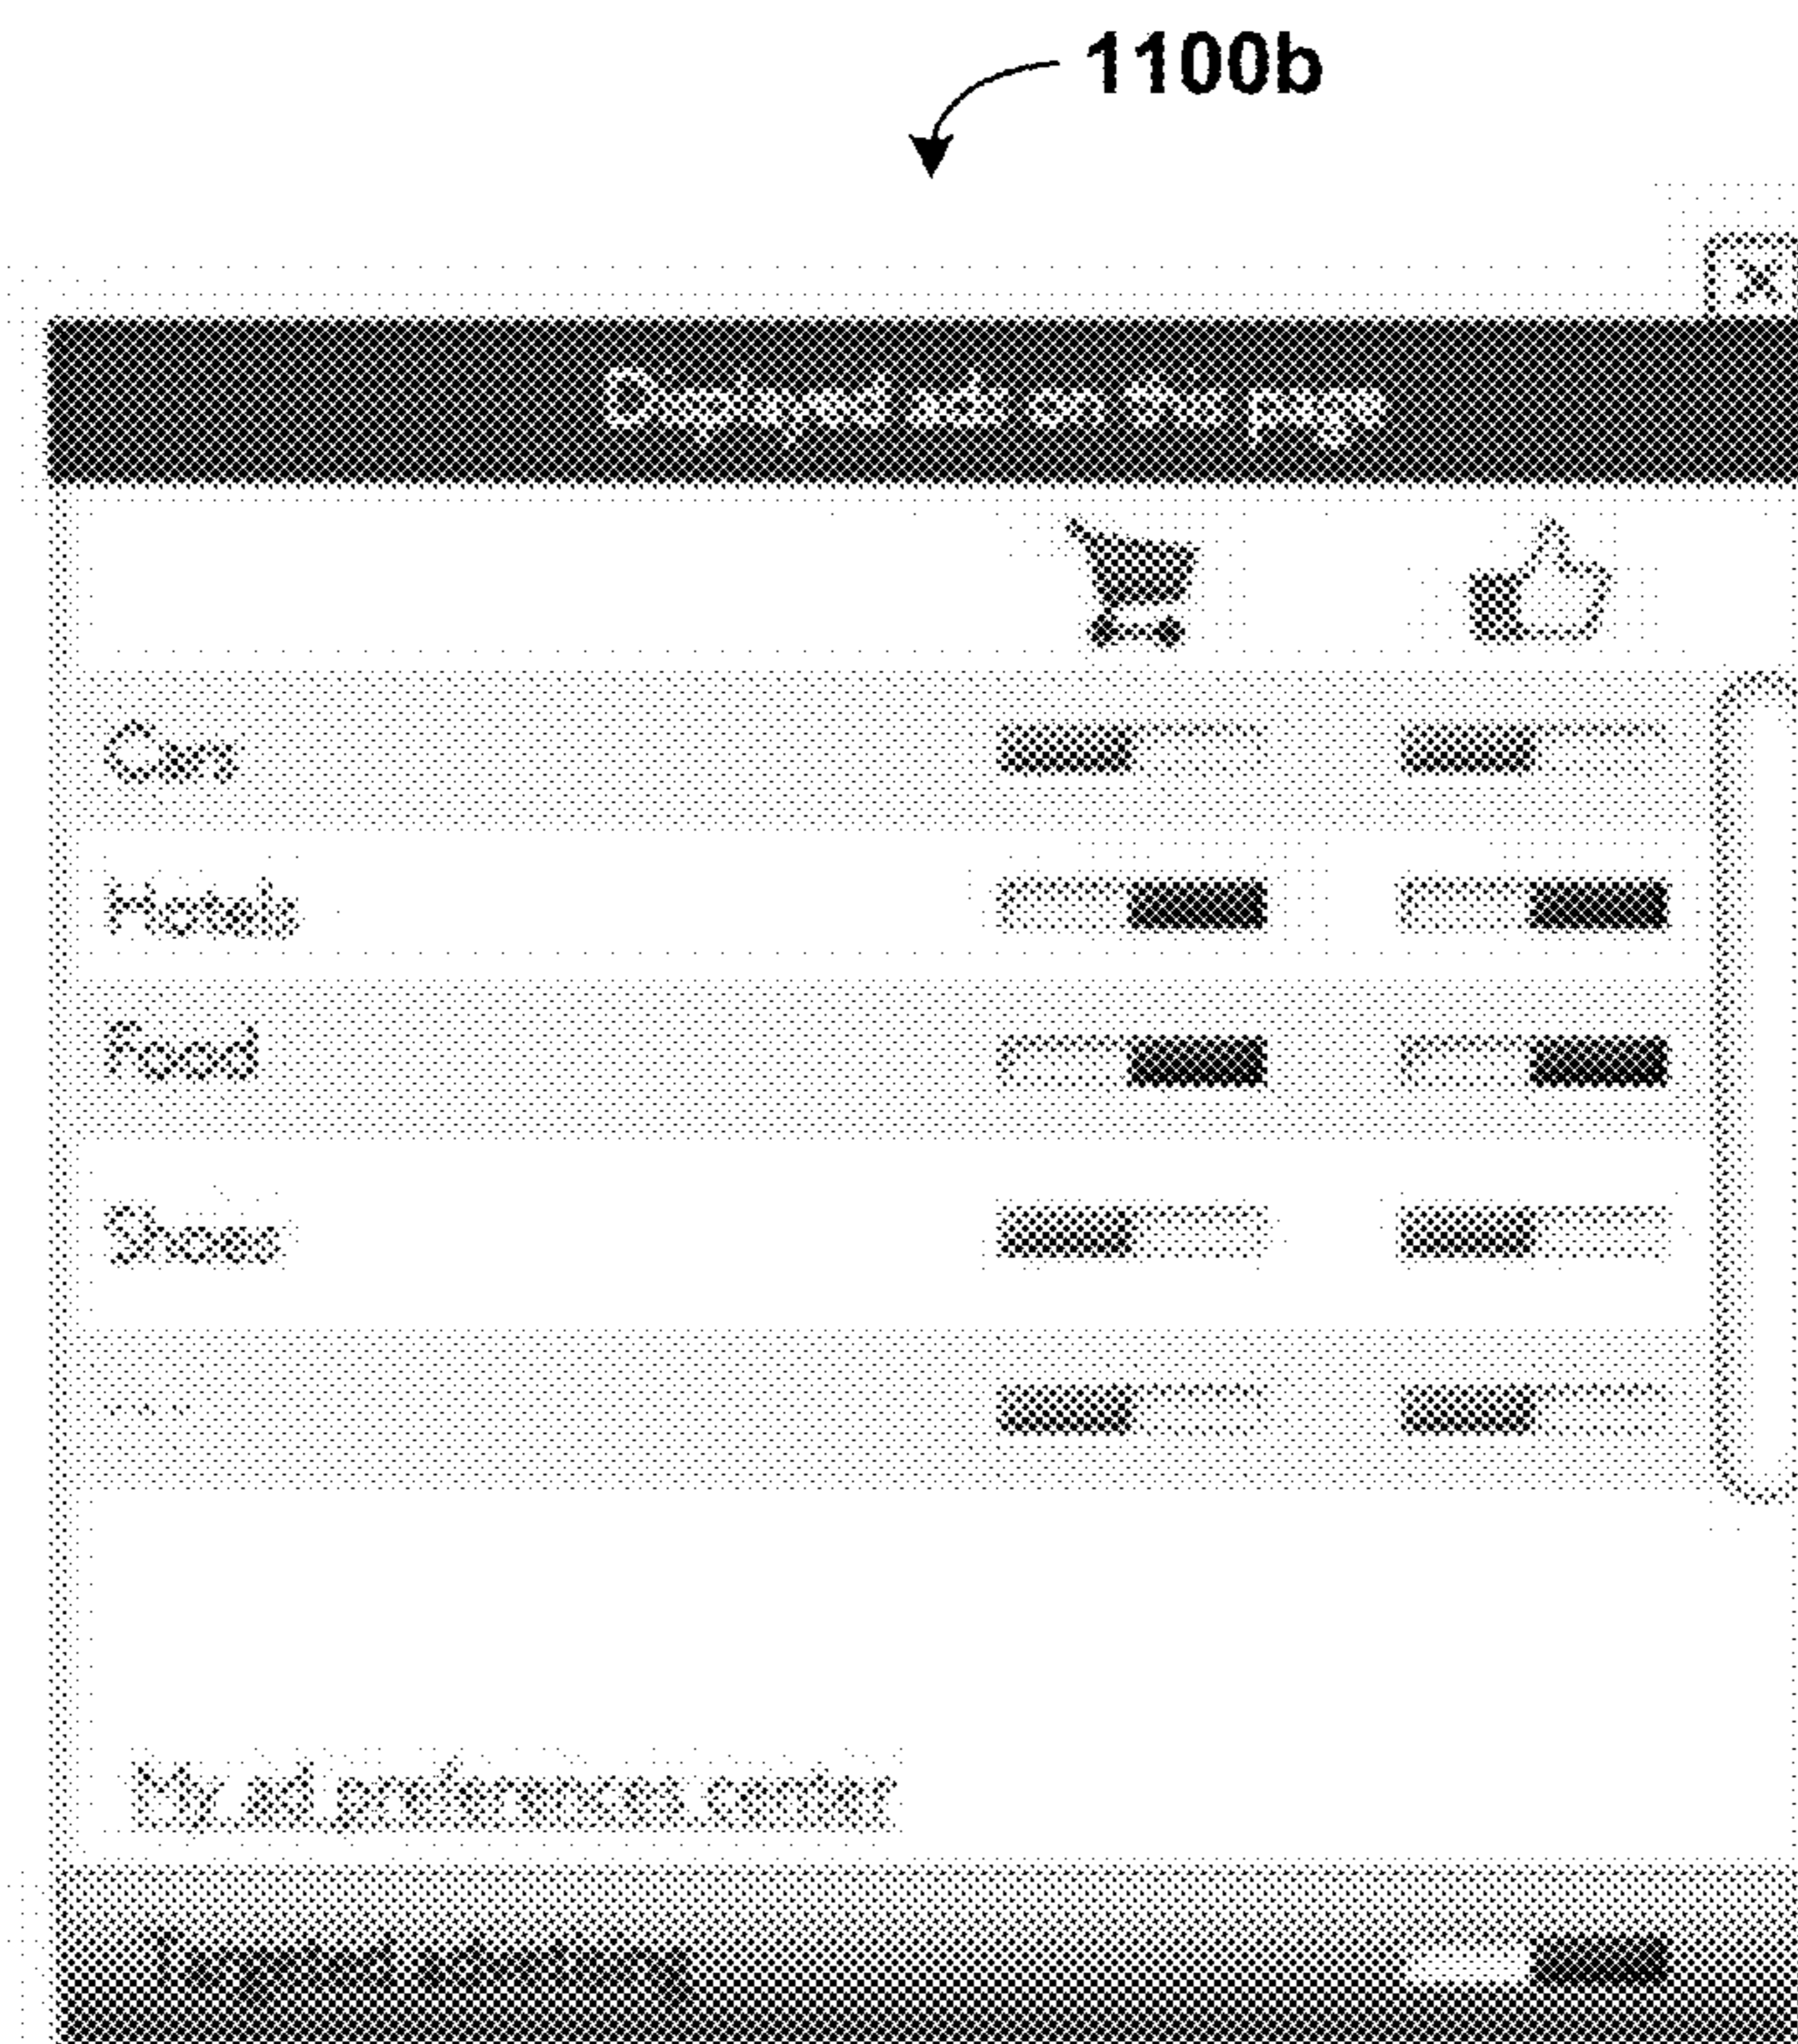 1100b
Displayed ads on this page
Cars
Hotels
Food
Shoes
....
My ad preferences center
Targeted advertising